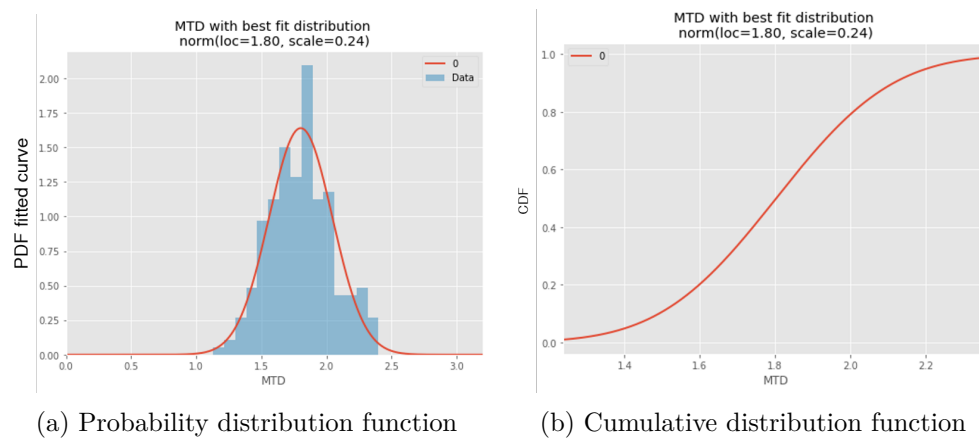 MTD with best fit distribution
norm(loc=1.80, scale=0.24)
0
Data
PDF fitted curve
2.00
1.75
1.50
1.25
1.00
0.75
0.50
0.25
0.00
0.0 0.5 1.0 1.5 2.0 2.5 3.0
MTD
(a) Probability distribution function
MTD with best fit distribution
norm(loc=1.80, scale=0.24)
0
CDF
1.0
0.8
0.6
0.4
0.2
0.0
1.4 1.6 1.8 2.0 2.2
MTD
(b) Cumulative distribution function